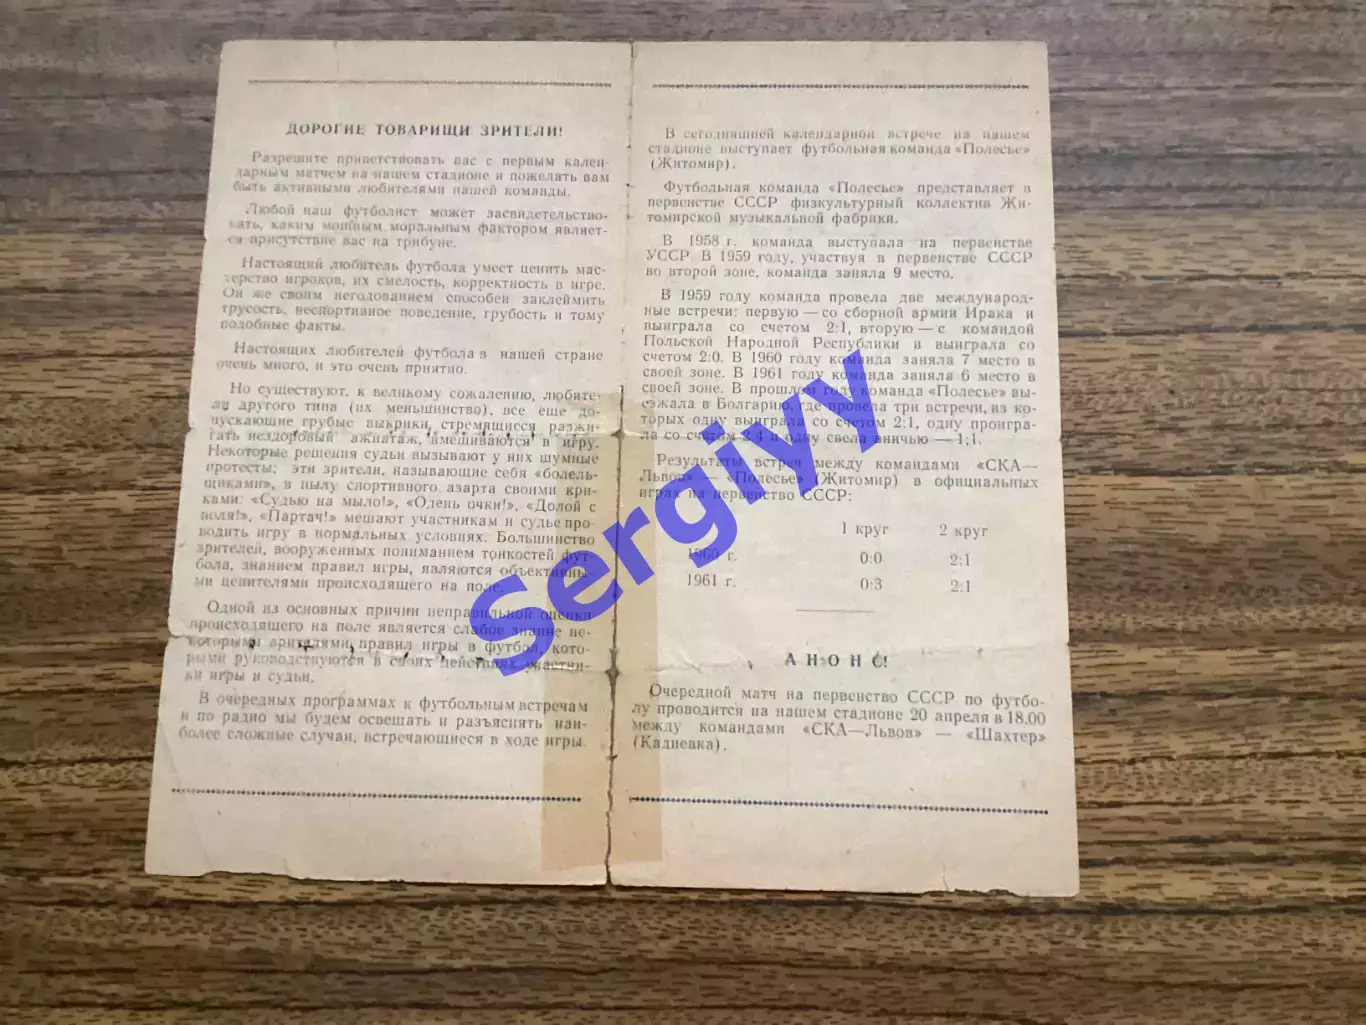 ДОРОГИЕ ТОВАРИЩИ ЗРИТЕЛИ!
Разрешите приветствовать вас с первым кален-
дарным матчем на нашем стадионе и пожелать вам
быть активными любителями нашей команды.
Любой наш футболист может засвидетельство-
вать, каким мощным моральным фактором являет-
ся присутствие вас на трибуне.
Настоящий любитель футбола умеет ценить мас-
терство игроков, их смелость, корректность в игре.
Он же своим негодованием способен заклеймить
трусость, неспортивное поведение, грубость и тому
подобные факты.
Настоящих любителей футбола в нашей стране
очень много, и это очень приятно.
Но существуют, к великому сожалению, любите-
ли другого типа (их меньшинство), все еще до-
пускающие грубые выкрики, стремящиеся разжи-
гать нездоровый ажиотаж, вмешиваются в игру.
Некоторые решения судьи вызывают у них шумные
протесты; эти зрители, называющие себя «болель-
щиками», в пылу спортивного азарта своими кри-
ками: «Судью на мыло!», «Одень очки!», «Долой с
поля!», «Партач!» мешают участникам и судье про-
водить игру в нормальных условиях. Большинство
зрителей, вооруженных пониманием тонкостей фут-
бола, знанием правил игры, являются объективны-
ми ценителями происходящего на поле.
Одной из основных причин неправильной оценки
происходящего на поле является слабое знание не-
которыми зрителями правил игры в футбол, кото-
рыми руководствуются в своих действиях участни-
ки игры и судьи.
В очередных программах к футбольным встречам
и по радио мы будем освещать и разъяснять наи-
более сложные случаи, встречающиеся в ходе игры.
В сегодняшней календарной встрече на нашем
стадионе выступает футбольная команда «Полесье»
(Житомир).
Футбольная команда «Полесье» представляет в
первенстве СССР физкультурный коллектив Жи-
томирской музыкальной фабрики.
В 1958 г. команда выступала на первенстве
УССР. В 1959 году, участвуя в первенстве СССР
во второй зоне, команда заняла 9 место.
В 1959 году команда провела две международ-
ные встречи: первую — со сборной армии Ирака и
выиграла со счетом 2:1, вторую — с командой
Польской Народной Республики и выиграла со
счетом 2:0. В 1960 году команда заняла 7 место в
своей зоне. В 1961 году команда заняла 6 место в
своей зоне. В прошлом году команда «Полесье» вы-
езжала в Болгарию, где провела три встречи, из ко-
торых одну выиграла со счетом 2:1, одну проигра-
ла со счетом и одну свела вничью — 1:1.
Результаты встреч между командами «СКА—
Львов» — «Полесье» (Житомир) в официальных
играх на первенство СССР:
1 круг 2 круг
1960 г. 0:0 2:1
1961 г. 0:3 2:1
АНОНС!
Очередной матч на первенство СССР по футбо-
лу проводится на нашем стадионе 20 апреля в 18.00
между командами «СКА—Львов» — «Шахтер»
(Кадиевка).
Sergiyy